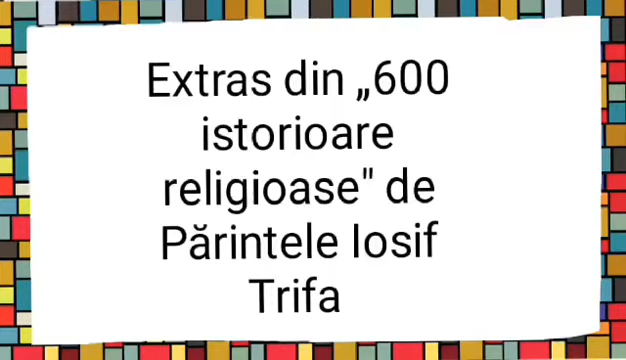 Extras din „600
istorioare
religioase" de
Părintele Iosif
Trifa